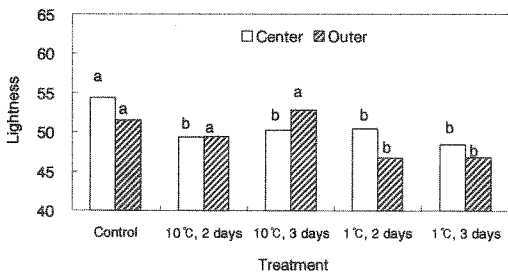 65
60
55
50
45
40
Lightness
Center Outer
a
a
b
a
b
a
b
b
b
b
Control 10℃, 2 days 10℃, 3 days 1℃, 2 days 1℃, 3 days
Treatment